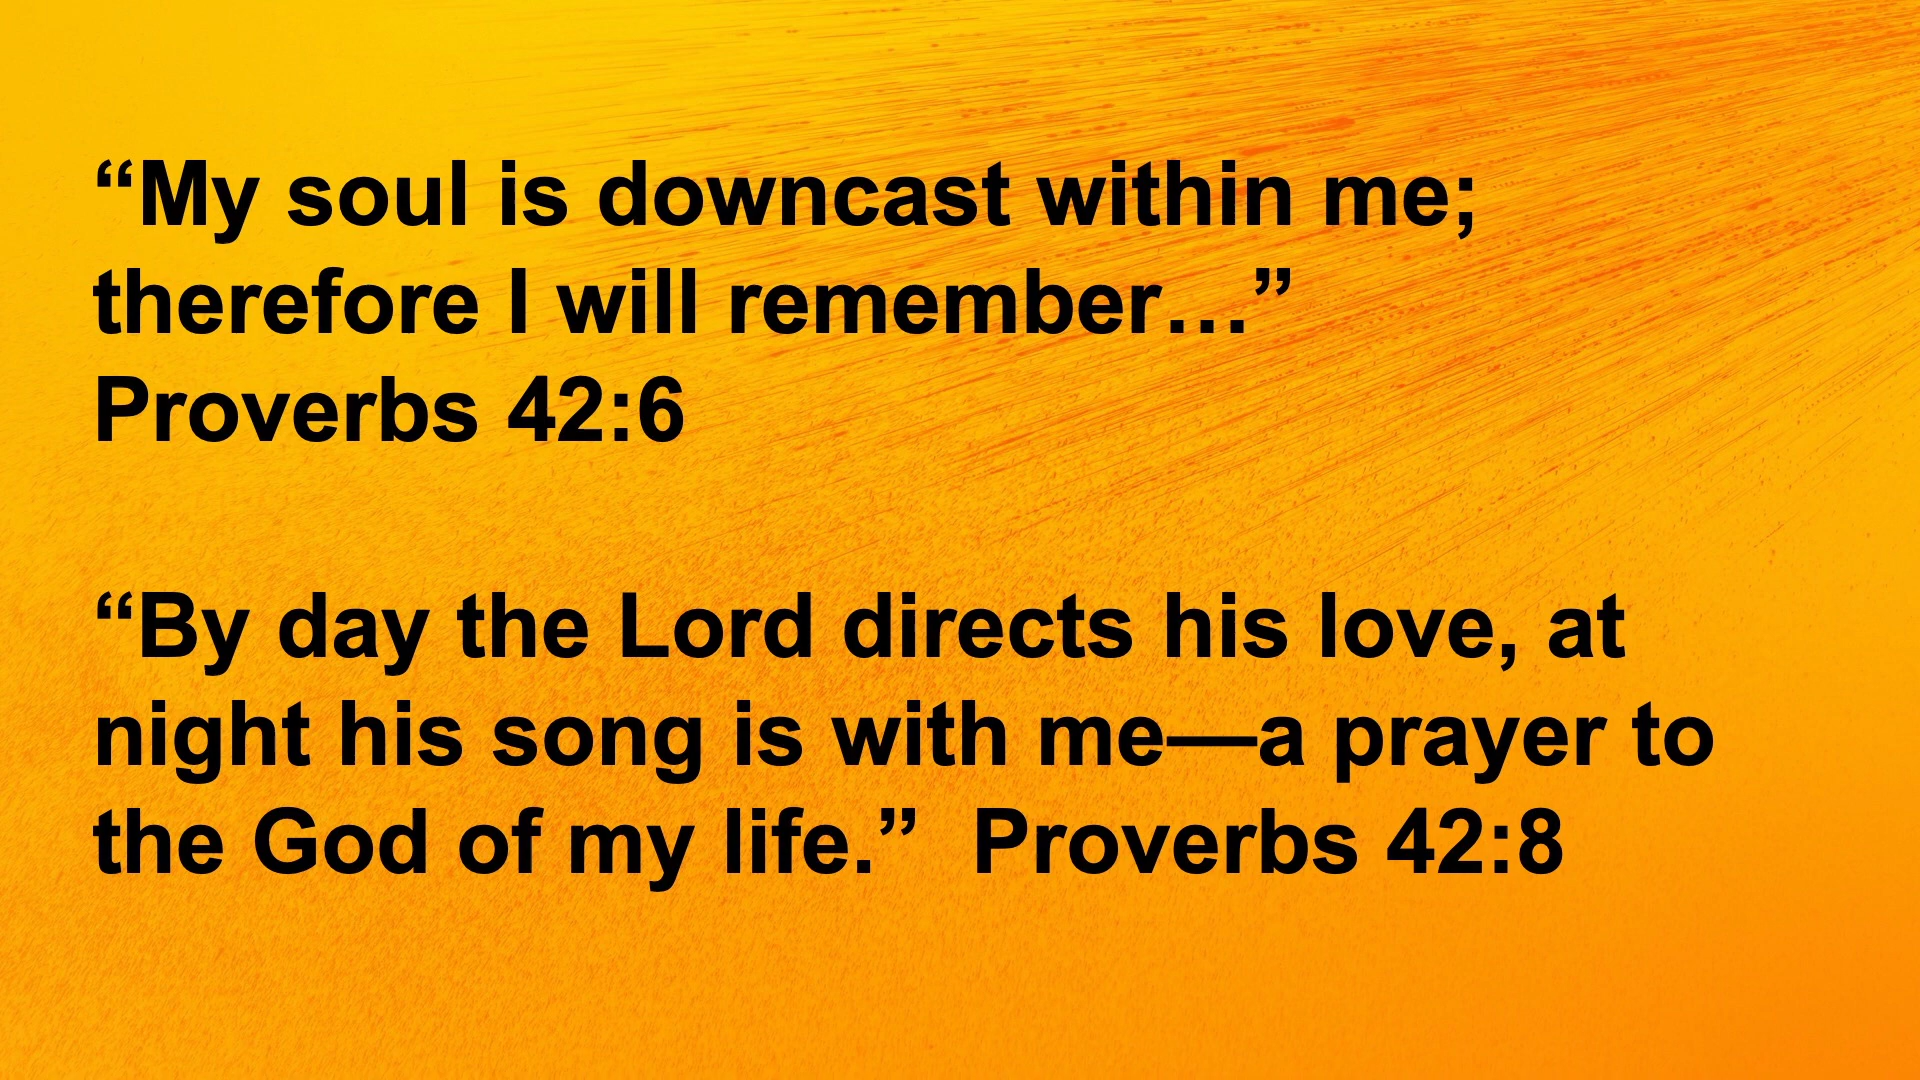 “My soul is downcast within me;
therefore I will remember…”
Proverbs 42:6
“By day the Lord directs his love, at
night his song is with me—a prayer to
the God of my life.”  Proverbs 42:8